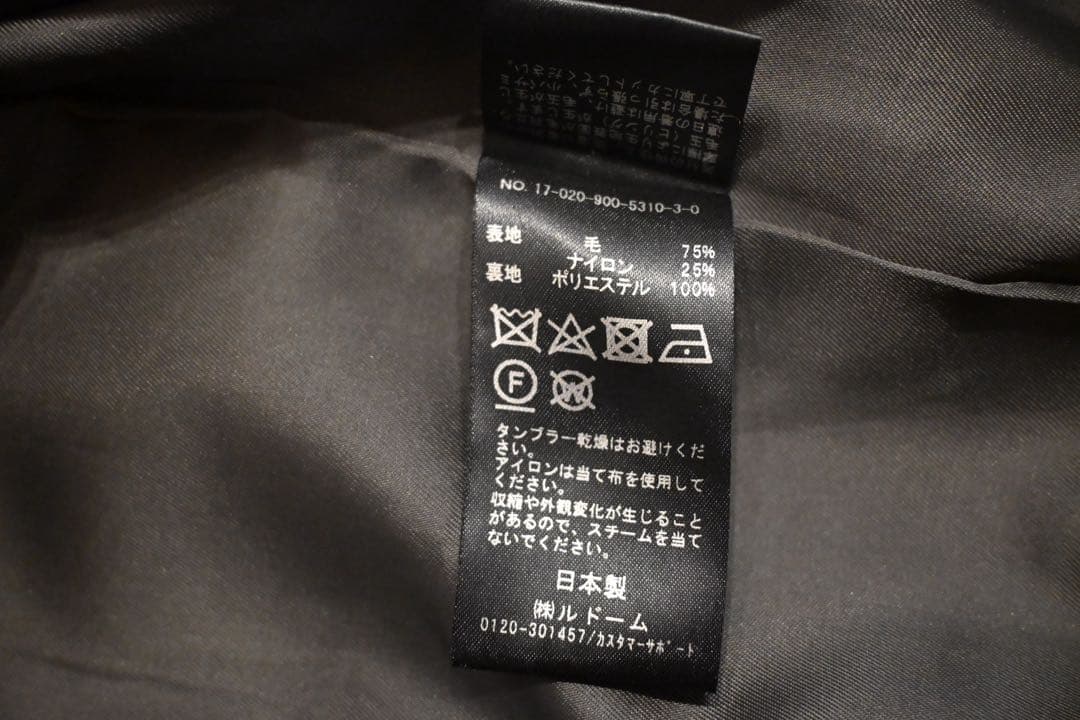 NO. 17-020-900-5310-3-0
表地 毛 75%
ナイロン 25%
裏地 ポリエステル 100%
F
W
タンブラー乾燥はお避けくだ
さい。
アイロンは当て布を使用して
ください。
収縮や外観変化が生じること
があるので、スチームを当て
ないでください。
日本製
(株)ルドーム
0120-301457/カスタマーサポート